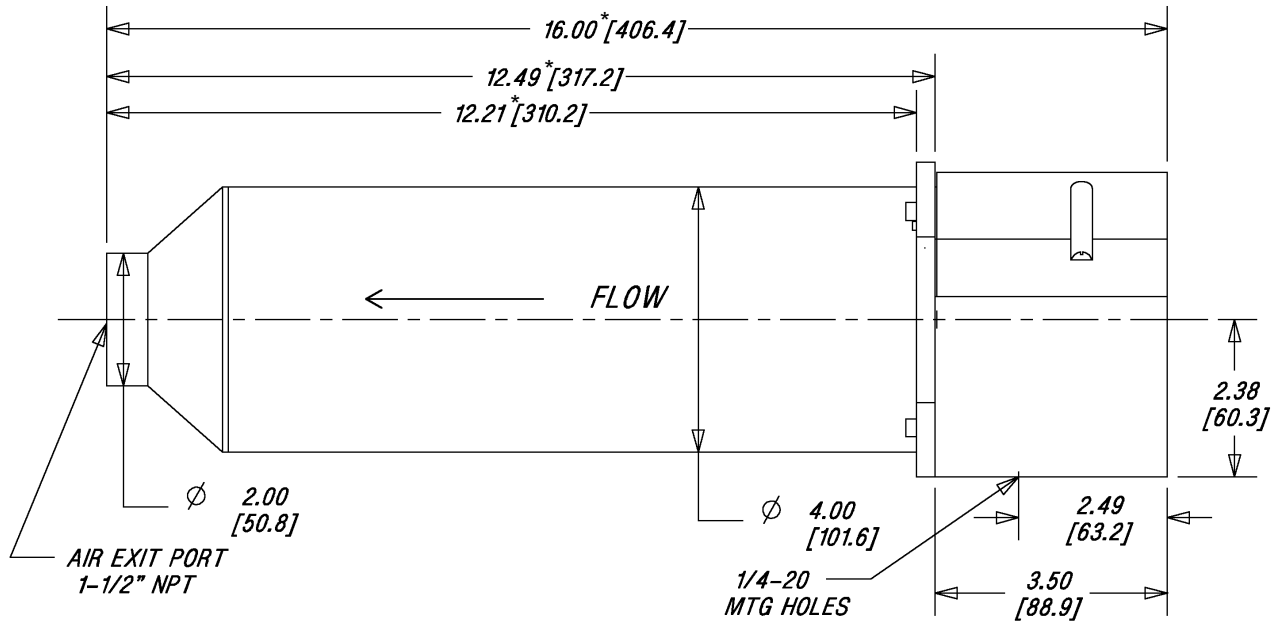 16.00*[406.4]
12.49*[317.2]
12.21*[310.2]
FLOW
2.38
[60.3]
Ø 2.00
[50.8]
Ø 4.00
[101.6]
2.49
[63.2]
AIR EXIT PORT
1-1/2" NPT
1/4-20
MTG HOLES
3.50
[88.9]